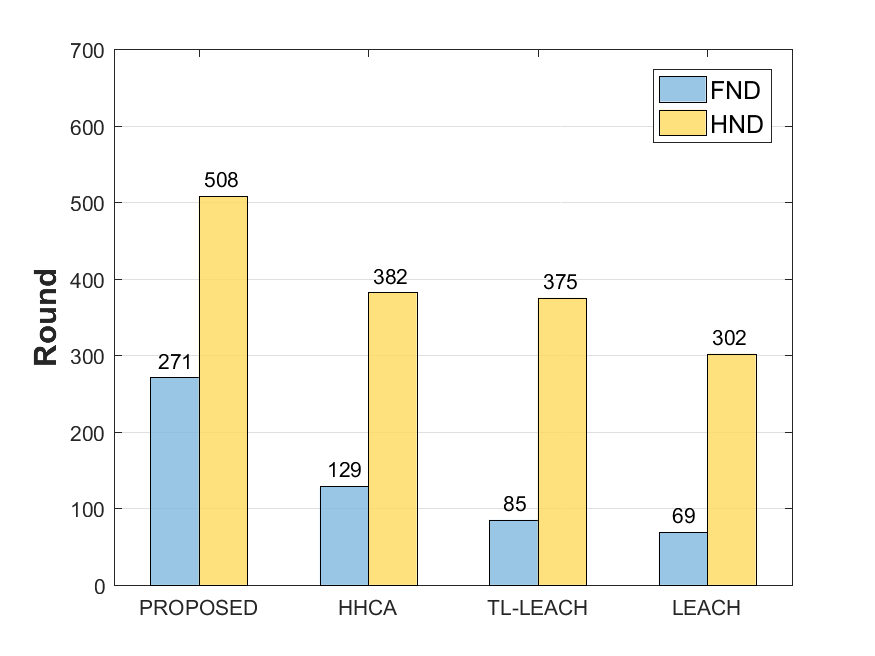 700
600
500
400
300
200
100
0
Round
FND
HND
271
508
129
382
85
375
69
302
PROPOSED
HHCA
TL-LEACH
LEACH